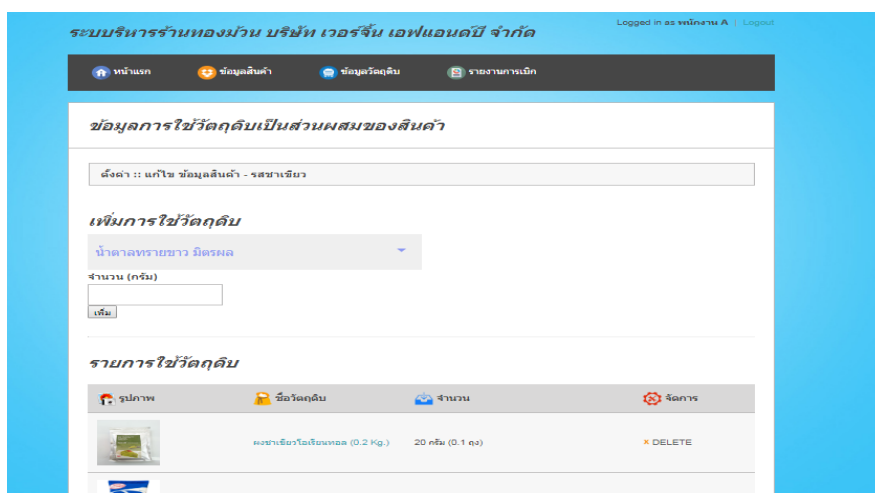 ระบบบริหารร้านทองม้วน บริษัท เวอร์จิ้น เอฟแอนด์บี จำกัด
Logged in as พนักงาน A | Logout
หน้าแรก ข้อมูลสินค้า ข้อมูลวัตถุดิบ รายงานการเบิก
ข้อมูลการใช้วัตถุดิบเป็นส่วนผสมของสินค้า
ตั้งค่า :: แก้ไข ข้อมูลสินค้า - รสชาเขียว
เพิ่มการใช้วัตถุดิบ
น้ำตาลทรายขาว มิตรผล
จำนวน (กรัม)
เพิ่ม
รายการใช้วัตถุดิบ
รูปภาพ ชื่อวัตถุดิบ จำนวน จัดการ
ผงชาเขียวโอเรียนทอล (0.2 Kg.) 20 กรัม (0.1 ถุง) × DELETE